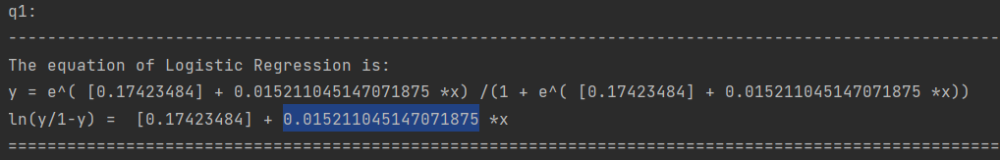 q1:
----------------------------------------------------------------------------------------------------
The equation of Logistic Regression is:
y = e^( [0.17423484] + 0.015211045147071875 *x) /(1 + e^( [0.17423484] + 0.015211045147071875 *x))
ln(y/1-y) =  [0.17423484] + 0.015211045147071875 *x
====================================================================================================